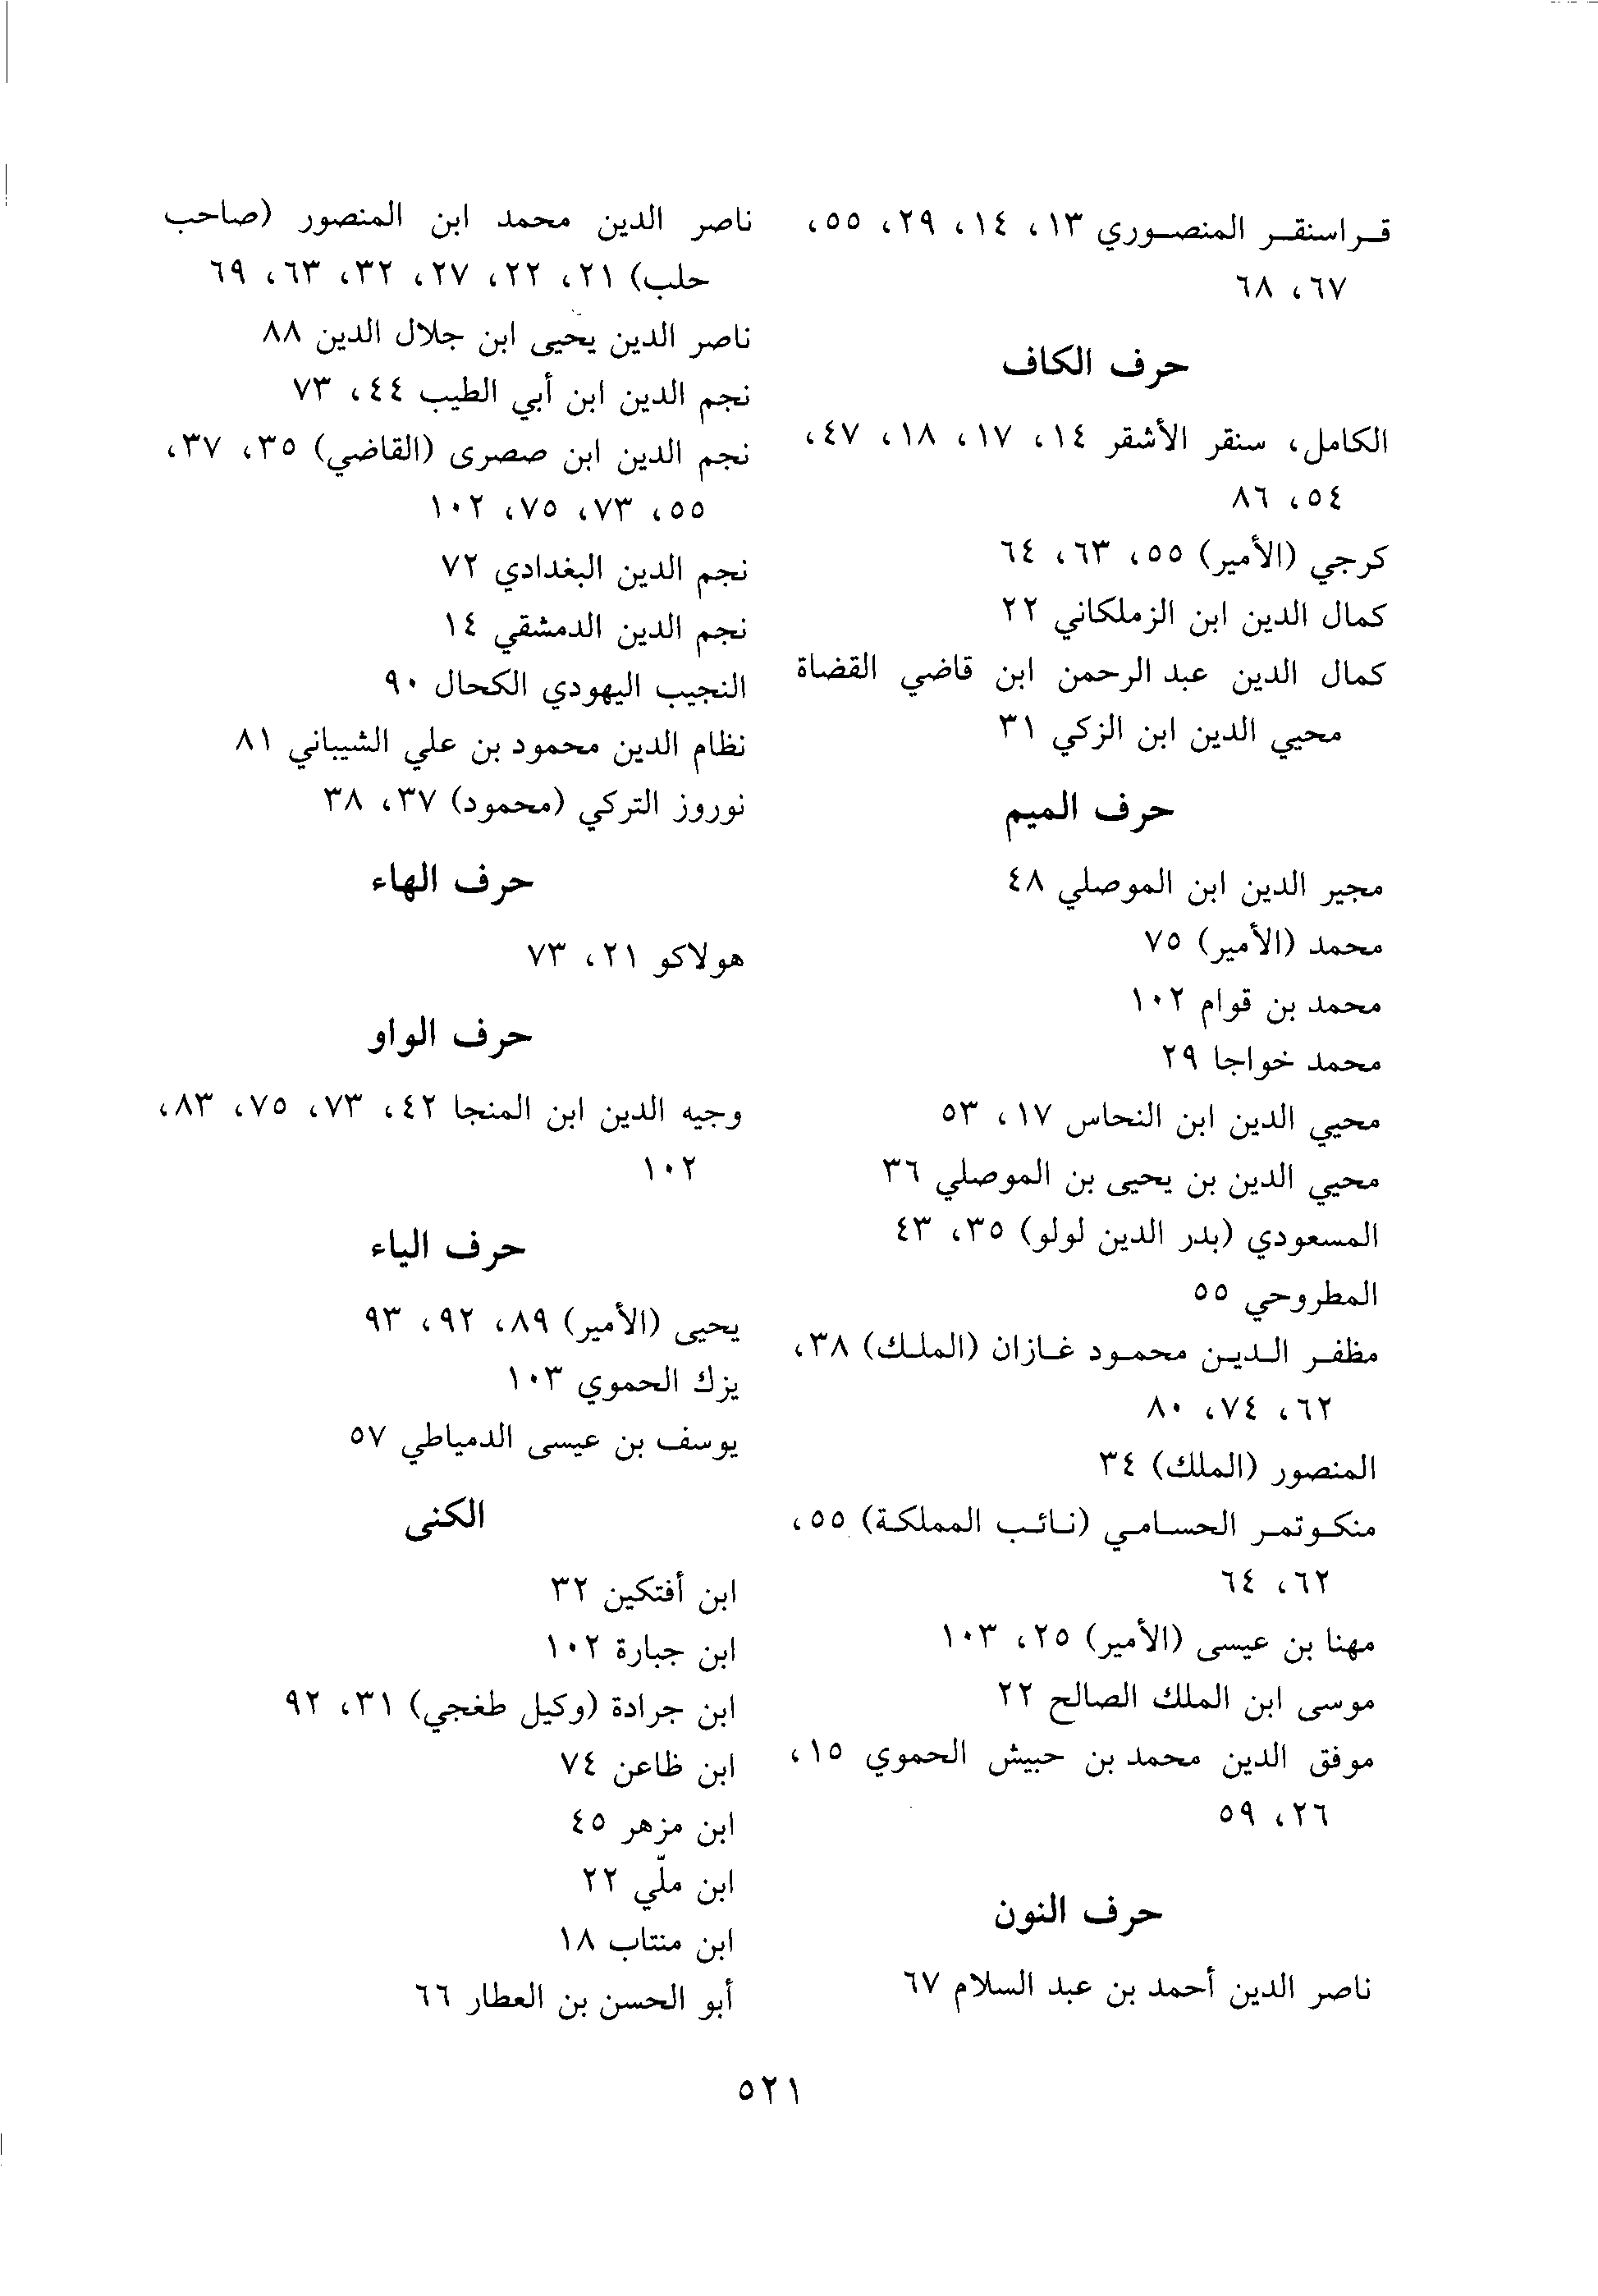 قراسنقر المنصوري ١٣، ١٤، ٢٩، ٥٥،
٦٧، ٦٨
حرف الكاف
الكامل، سنقر الأشقر ١٤، ١٧، ١٨، ٤٧،
٥٤، ٨٦
كرجي (الأمير) ٥٥، ٦٣، ٦٤
كمال الدين ابن الزملكاني ٢٢
كمال الدين عبد الرحمن ابن قاضي القضاة
محيي الدين ابن الزكي ٣١
حرف الميم
مجير الدين ابن الموصلي ٤٨
محمد (الأمير) ٧٥
محمد بن قوام ١٠٢
محمد خواجا ٢٩
محيي الدين ابن النحاس ١٧، ٥٣
محيي الدين بن يحيى بن الموصلي ٣٦
المسعودي (بدر الدين لولو) ٣٥، ٤٣
المطروحي ٥٥
مظفر الدين محمود غازان (الملك) ٣٨،
٦٢، ٧٤، ٨٠
المنصور (الملك) ٣٤
منكوتمر الحسامي (نائب المملكة) ٥٥،
٦٢، ٦٤
مهنا بن عيسى (الأمير) ٢٥، ١٠٣
موسى ابن الملك الصالح ٢٢
موفق الدين محمد بن حبيش الحموي ١٥،
٢٦، ٥٩
حرف النون
ناصر الدين أحمد بن عبد السلام ٦٧
ناصر الدين محمد ابن المنصور (صاحب
حلب) ٢١، ٢٢، ٢٧، ٣٢، ٦٣، ٦٩
ناصر الدين يحيى ابن جلال الدين ٨٨
نجم الدين ابن أبي الطيب ٤٤، ٧٣
نجم الدين ابن صصرى (القاضي) ٣٥، ٣٧،
٥٥، ٧٣، ٧٥، ١٠٢
نجم الدين البغدادي ٧٢
نجم الدين الدمشقي ١٤
النجيب اليهودي الكحال ٩٠
نظام الدين محمود بن علي الشيباني ٨١
نوروز التركي (محمود) ٣٧، ٣٨
حرف الهاء
هولاكو ٢١، ٧٣
حرف الواو
وجيه الدين ابن المنجا ٤٢، ٧٣، ٧٥، ٨٣،
١٠٢
حرف الياء
يحيى (الأمير) ٨٩، ٩٢، ٩٣
يزك الحموي ١٠٣
يوسف بن عيسى الدمياطي ٥٧
الكنى
ابن أفتكين ٣٢
ابن جبارة ١٠٢
ابن جرادة (وكيل طغجي) ٣١، ٩٢
ابن ظاعن ٧٤
ابن مزهر ٤٥
ابن ملّي ٢٢
ابن منتاب ١٨
أبو الحسن بن العطار ٦٦
٥٢١